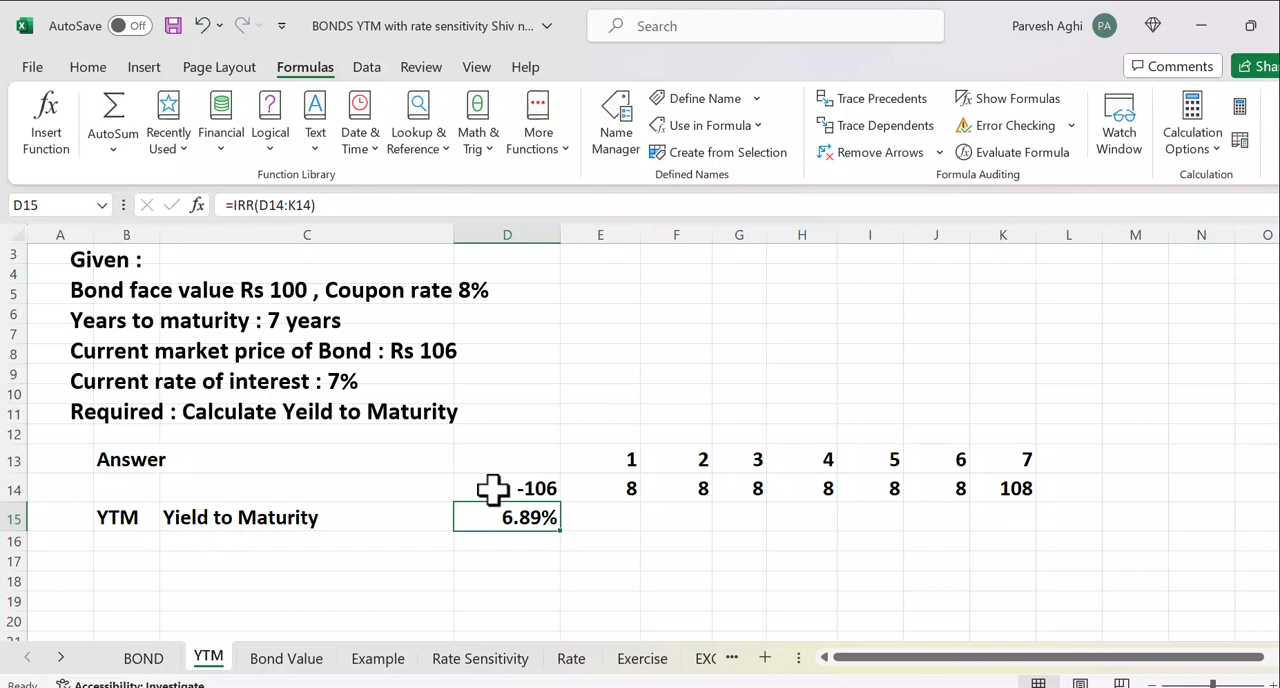 AutoSave Off BONDS YTM with rate sensitivity Shiv n... Search Parvesh Aghi PA
File Home Insert Page Layout Formulas Data Review View Help Comments Sha
Insert Function AutoSum Recently Used Financial Logical Text Date & Time Lookup & Reference Math & Trig More Functions
Function Library
Name Manager Define Name Use in Formula Create from Selection
Defined Names
Trace Precedents Trace Dependents Remove Arrows Show Formulas Error Checking Evaluate Formula
Formula Auditing
Watch Window
Calculation Options
Calculation
D15 fx =IRR(D14:K14)
A B C D E F G H I J K L M N O
3 Given :
4
5 Bond face value Rs 100 , Coupon rate 8%
6 Years to maturity : 7 years
7
8 Current market price of Bond : Rs 106
9
10 Current rate of interest : 7%
11 Required : Calculate Yeild to Maturity
12
13 Answer 1 2 3 4 5 6 7
14 -106 8 8 8 8 8 8 108
15 YTM Yield to Maturity 6.89%
16
17
18
19
20
21
BOND YTM Bond Value Example Rate Sensitivity Rate Exercise EXC ...
Ready Accessibility: Investigate